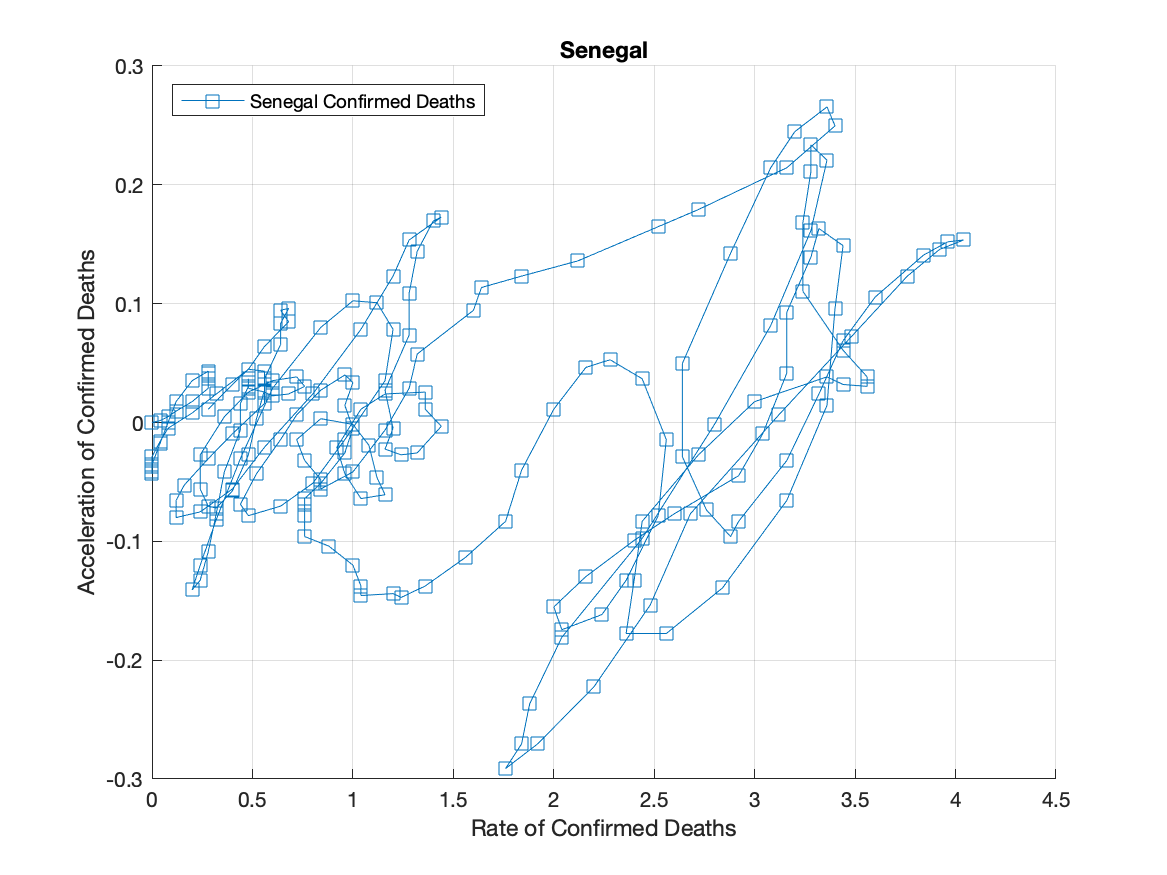 Senegal
0.3
Senegal Confirmed Deaths
0.2
0.1
0
-0.1
-0.2
-0.3
Acceleration of Confirmed Deaths
0 0.5 1 1.5 2 2.5 3 3.5 4 4.5
Rate of Confirmed Deaths